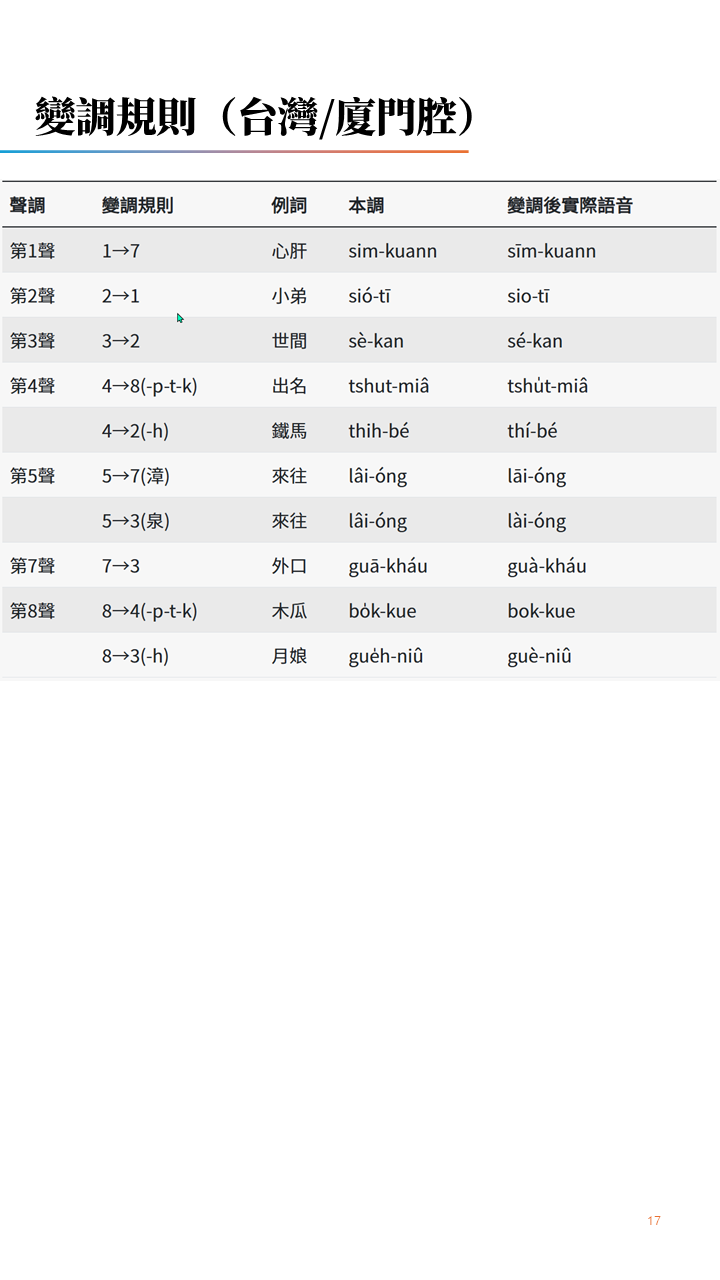 變調規則（台灣/廈門腔）
聲調 變調規則 例詞 本調 變調後實際語音
第1聲 1→7 心肝 sim-kuann sīm-kuann
第2聲 2→1 小弟 sió-tī sio-tī
第3聲 3→2 世間 sè-kan sé-kan
第4聲 4→8(-p-t-k) 出名 tshut-miâ tshu̍t-miâ
4→2(-h) 鐵馬 thih-bé thí-bé
第5聲 5→7(漳) 來往 lâi-óng lāi-óng
5→3(泉) 來往 lâi-óng lài-óng
第7聲 7→3 外口 guā-kháu guà-kháu
第8聲 8→4(-p-t-k) 木瓜 bo̍k-kue bok-kue
8→3(-h) 月娘 gue̍h-niû guè-niû
17